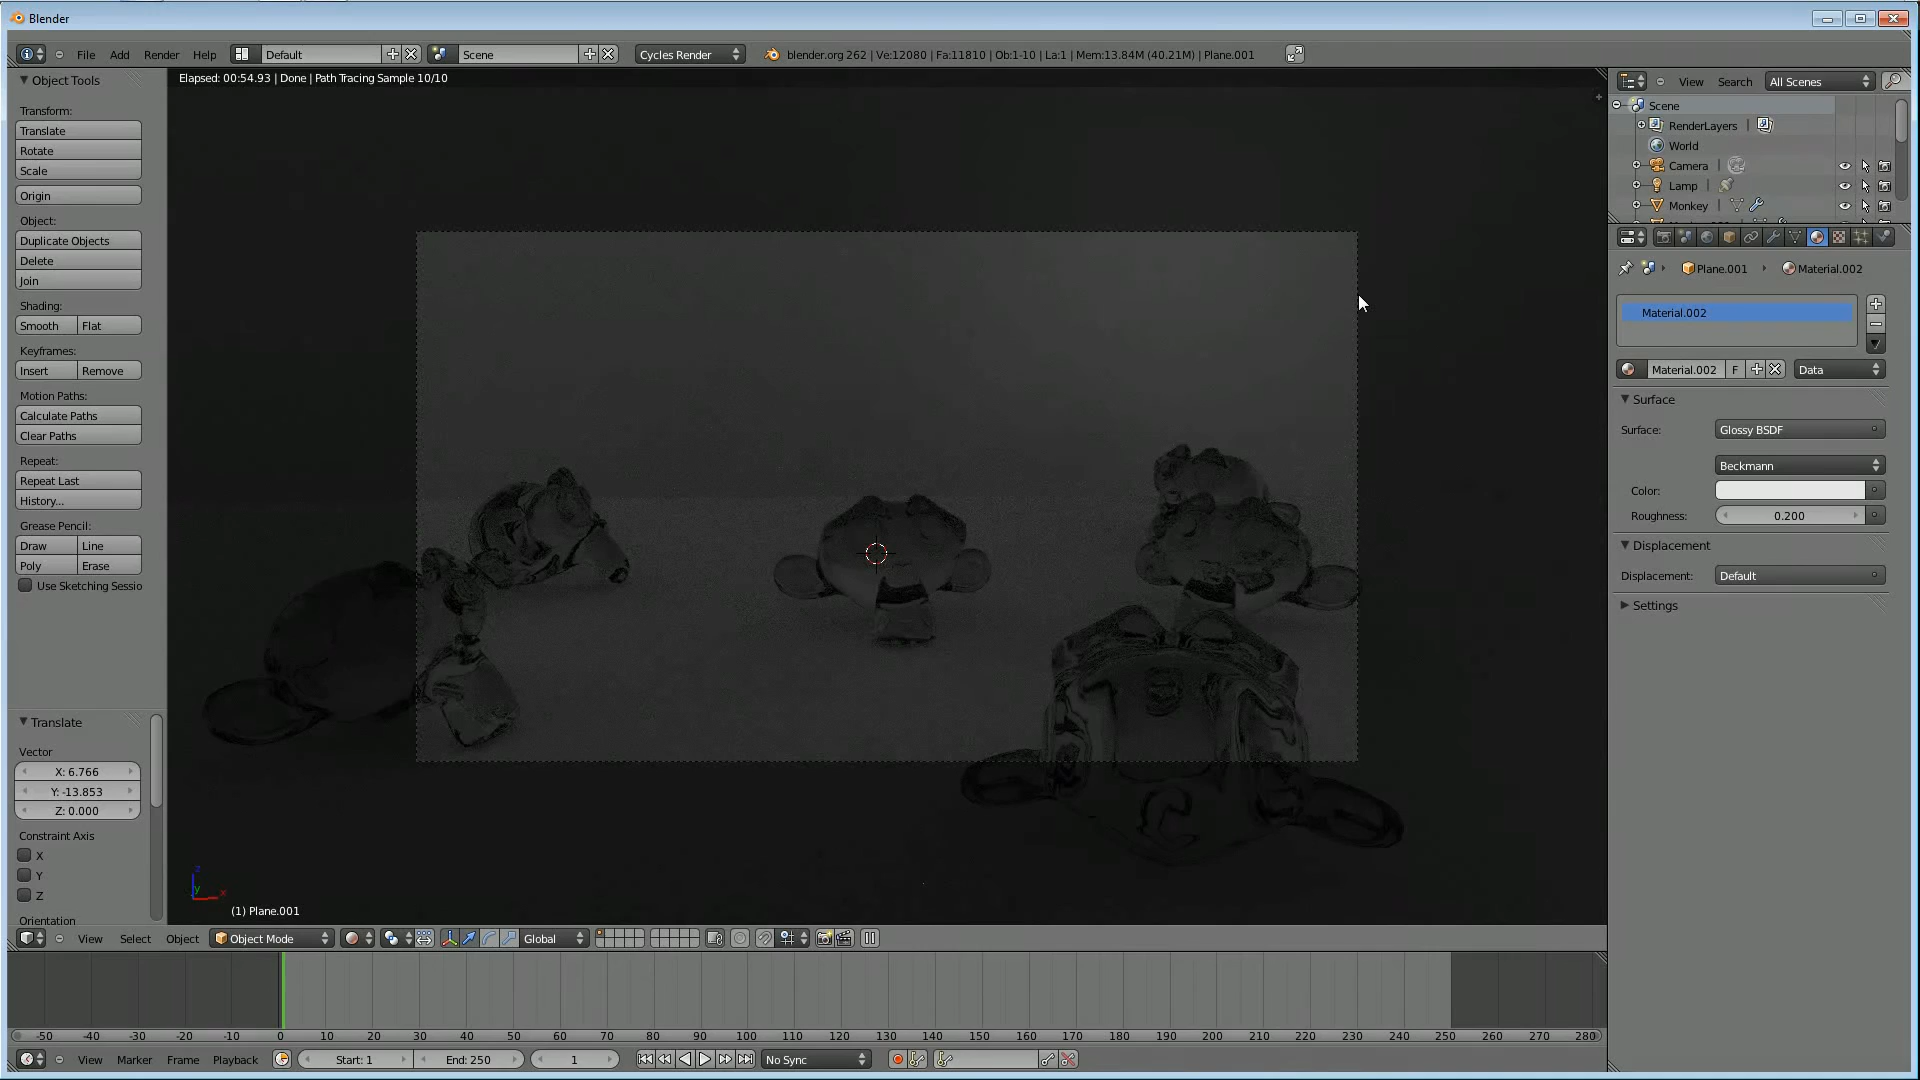 Blender
File Add Render Help Default Scene Cycles Render blender.org 262 | Ve:12080 | Fa:11810 | Ob:1-10 | La:1 | Mem:13.84M (40.21M) | Plane.001
Object Tools
Transform:
Translate
Rotate
Scale
Origin
Object:
Duplicate Objects
Delete
Join
Shading:
Smooth Flat
Keyframes:
Insert Remove
Motion Paths:
Calculate Paths
Clear Paths
Repeat:
Repeat Last
History...
Grease Pencil:
Draw Line
Poly Erase
Use Sketching Sessio
Translate
Vector
X: 6.766
Y: -13.853
Z: 0.000
Constraint Axis
X
Y
Z
Orientation
Elapsed: 00:54.93 | Done | Path Tracing Sample 10/10
z
y
x
(1) Plane.001
View Select Object Object Mode Global
-50 -40 -30 -20 -10 0 10 20 30 40 50 60 70 80 90 100 110 120 130 140 150 160 170 180 190 200 210 220 230 240 250 260 270 280
View Marker Frame Playback Start: 1 End: 250 1 No Sync
View Search All Scenes
Scene
RenderLayers |
World
Camera |
Lamp |
Monkey |
Plane.001 Material.002
Material.002
Material.002 F Data
Surface
Surface: Glossy BSDF
Beckmann
Color:
Roughness: 0.200
Displacement
Displacement: Default
Settings